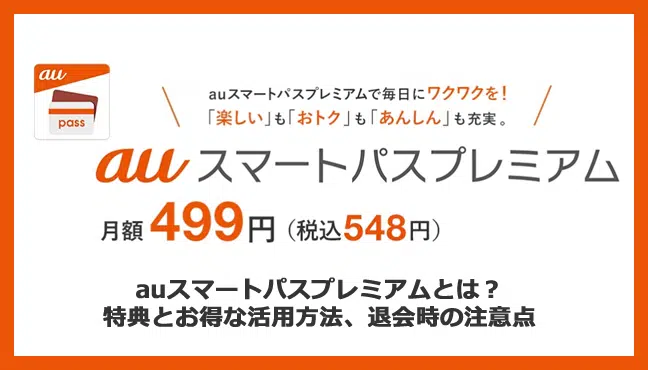 au
pass
auスマートパスプレミアムで毎日にワクワクを!
「楽しい」も「おトク」も「あんしん」も充実。
au スマートパスプレミアム
月額 499円（税込548円）
auスマートパスプレミアムとは？
特典とお得な活用方法、退会時の注意点